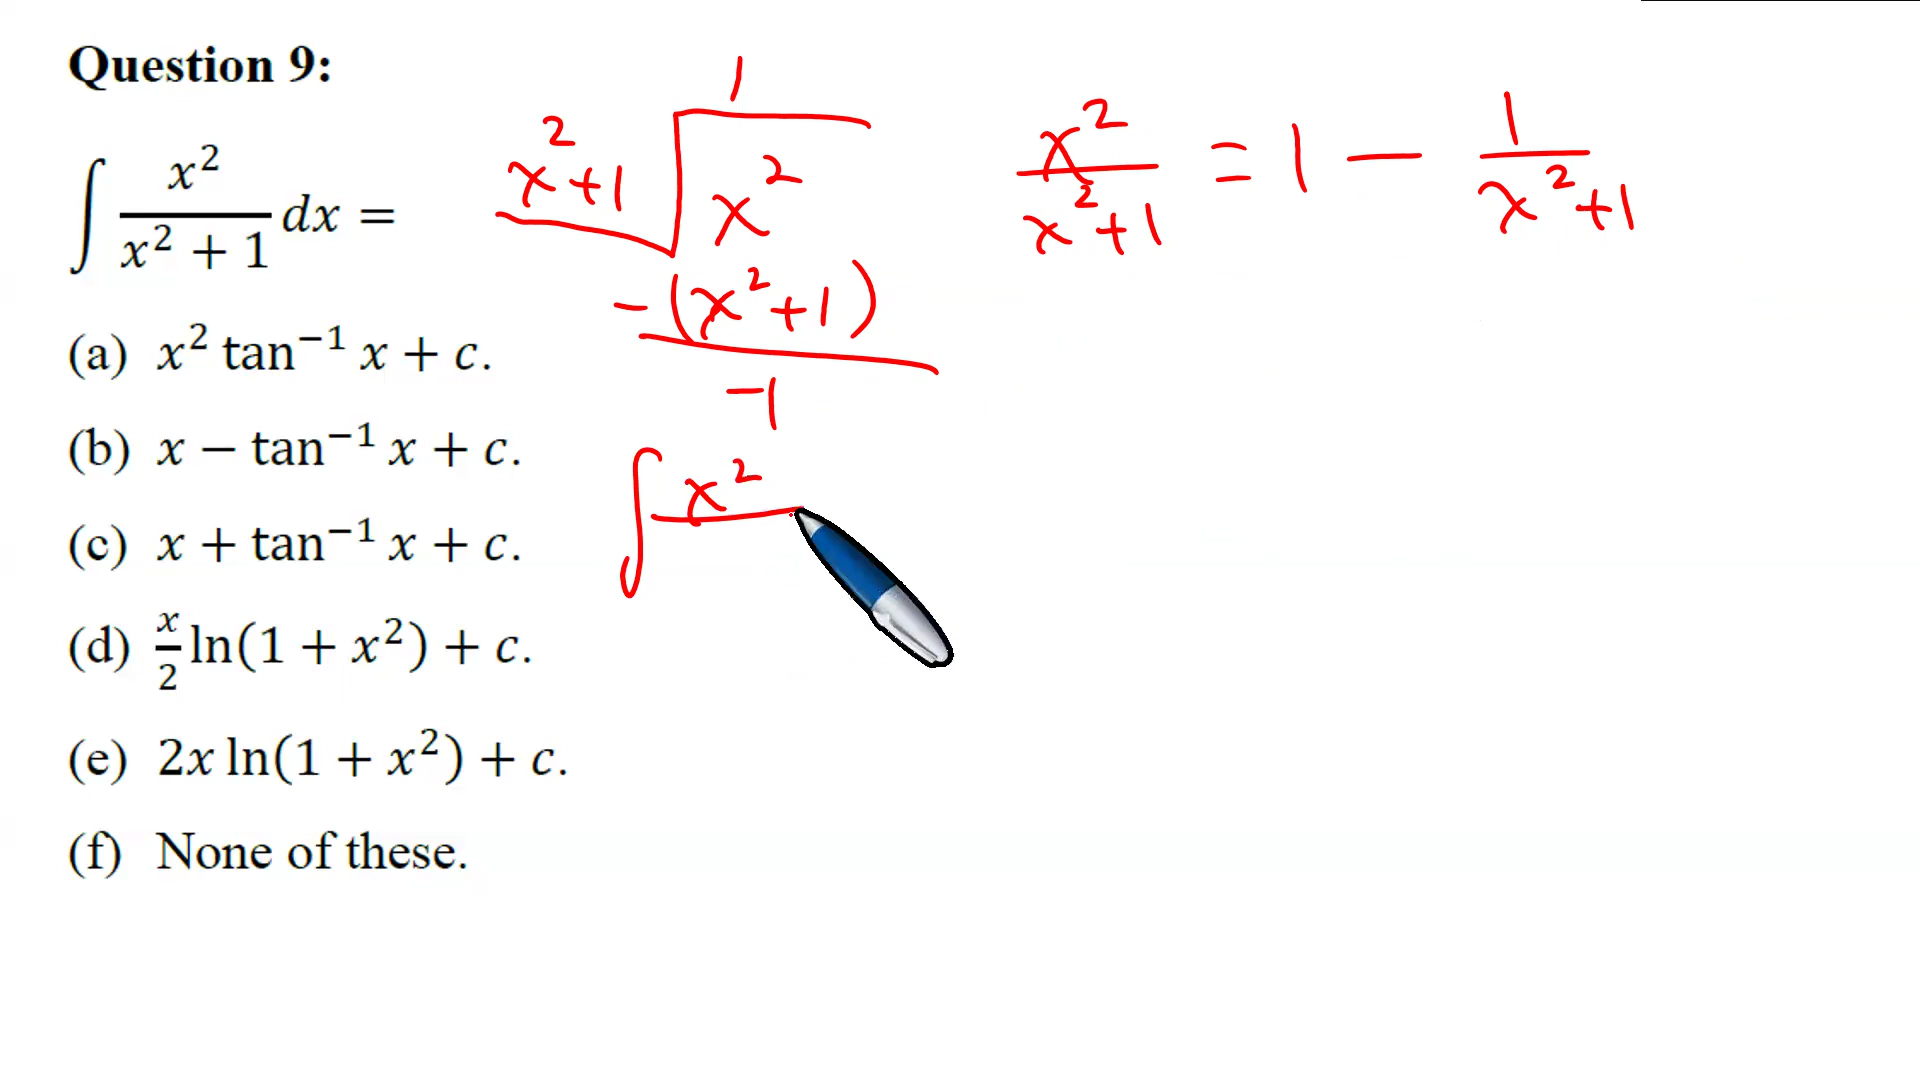 Question 9:
∫ x²/(x² + 1) dx =
(a) x² tan⁻¹ x + c.
(b) x − tan⁻¹ x + c.
(c) x + tan⁻¹ x + c.
(d) x/2 ln(1 + x²) + c.
(e) 2x ln(1 + x²) + c.
(f) None of these.
1
x²+1 x²
−(x²+1)
−1
∫ x²
x²/(x²+1) = 1 − 1/(x²+1)